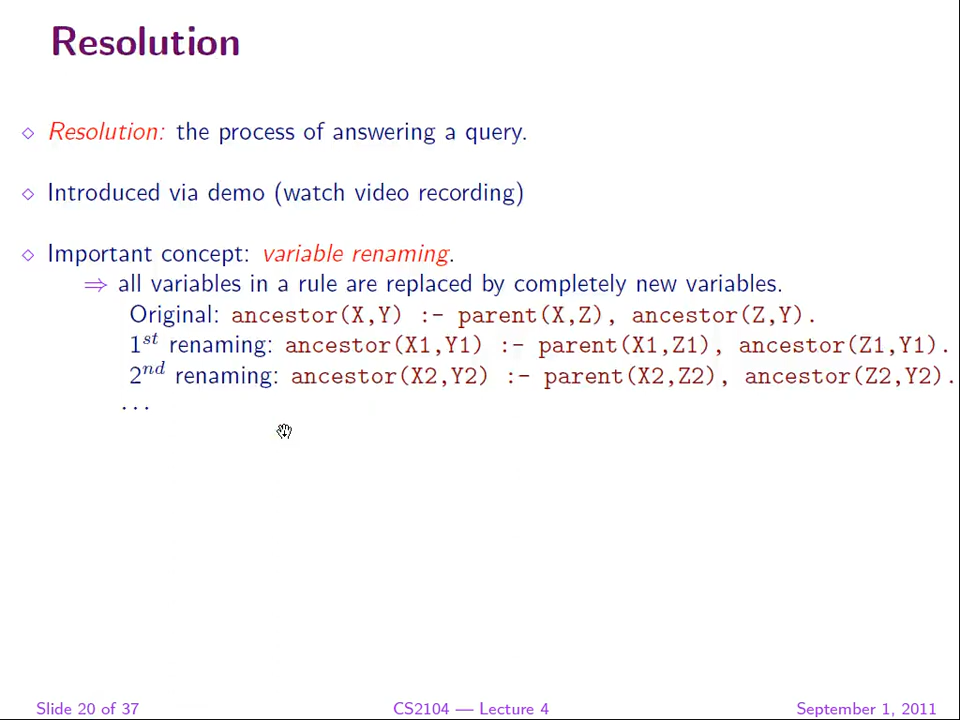 Resolution
◇ Resolution: the process of answering a query.
◇ Introduced via demo (watch video recording)
◇ Important concept: variable renaming.
⇒ all variables in a rule are replaced by completely new variables.
Original: ancestor(X,Y) :- parent(X,Z), ancestor(Z,Y).
1st renaming: ancestor(X1,Y1) :- parent(X1,Z1), ancestor(Z1,Y1).
2nd renaming: ancestor(X2,Y2) :- parent(X2,Z2), ancestor(Z2,Y2).
...
Slide 20 of 37 CS2104 — Lecture 4 September 1, 2011